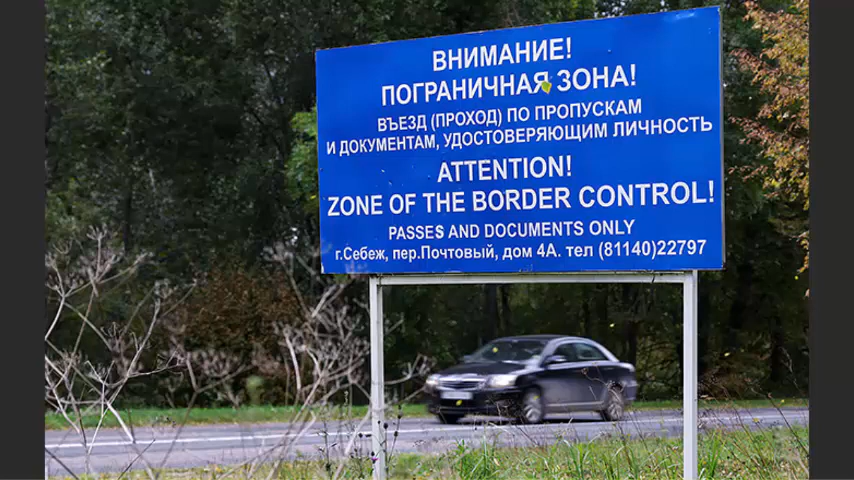 ВНИМАНИЕ!
ПОГРАНИЧНАЯ ЗОНА!
ВЪЕЗД (ПРОХОД) ПО ПРОПУСКАМ
И ДОКУМЕНТАМ, УДОСТОВЕРЯЮЩИМ ЛИЧНОСТЬ
ATTENTION!
ZONE OF THE BORDER CONTROL!
PASSES AND DOCUMENTS ONLY
г.Себеж, пер.Почтовый, дом 4А. тел (81140)22797